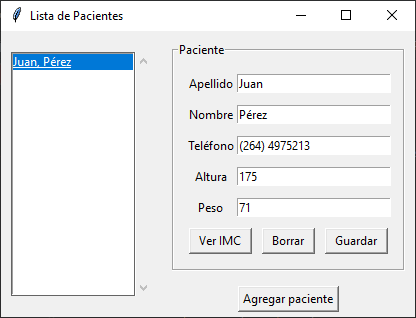 Lista de Pacientes
Juan, Pérez
Paciente
Apellido Juan
Nombre Pérez
Teléfono (264) 4975213
Altura 175
Peso 71
Ver IMC Borrar Guardar
Agregar paciente